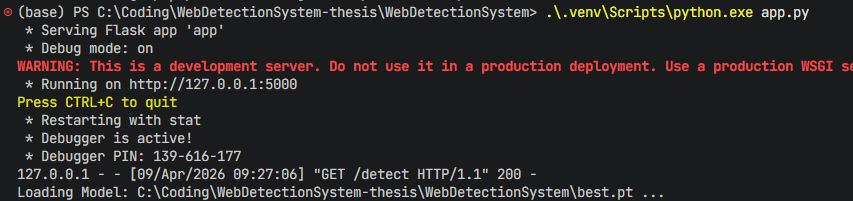 (base) PS C:\Coding\WebDetectionSystem-thesis\WebDetectionSystem> .\.venv\Scripts\python.exe app.py
* Serving Flask app 'app'
* Debug mode: on
WARNING: This is a development server. Do not use it in a production deployment. Use a production WSGI se
* Running on http://127.0.0.1:5000
Press CTRL+C to quit
* Restarting with stat
* Debugger is active!
* Debugger PIN: 139-616-177
127.0.0.1 - - [09/Apr/2026 09:27:06] "GET /detect HTTP/1.1" 200 -
Loading Model: C:\Coding\WebDetectionSystem-thesis\WebDetectionSystem\best.pt ...